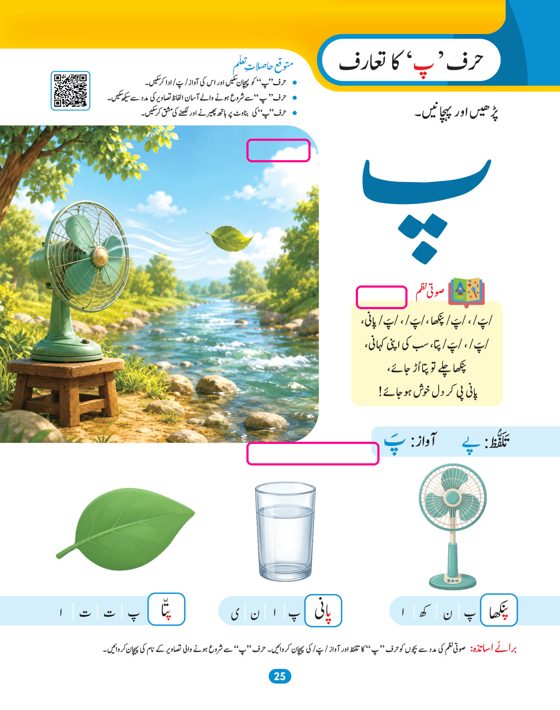 حرف ’پ‘ کا تعارف
متوقع حاصلاتِ تعلّم
• حرف ”پ“ کو پہچان سکیں اور اس کی آواز /پَ/ ادا کر سکیں۔
• حرف ”پ“ سے شروع ہونے والے آسان الفاظ تصاویر کی مدد سے سیکھ سکیں۔
• حرف ”پ“ کی بناوٹ پر ہاتھ پھیرنے اور لکھنے کی مشق کر سکیں۔
پڑھیں اور پہچانیں۔
پ
صوتی نظم
/پَ/، /پَ/ پنکھا، /پَ/، /پَ/ پانی،
/پَ/، /پَ/ پتا، سب کی اپنی کہانی،
پنکھا چلے تو پتا اُڑ جائے،
پانی پی کر دل خوش ہو جائے!
تَلَفُّظ: پے آواز: پَ
پنکھا پ ن کھ ا
پانی پ ا ن ی
پتّا پ ت ت ا
برائے اساتذہ: صوتی نظم کی مدد سے بچوں کو حرف ”پ“ کا تلفظ اور آواز /پَ/ کی پہچان کروائیں۔ حرف ”پ“ سے شروع ہونے والی تصاویر کے نام کی پہچان کروائیں۔
25